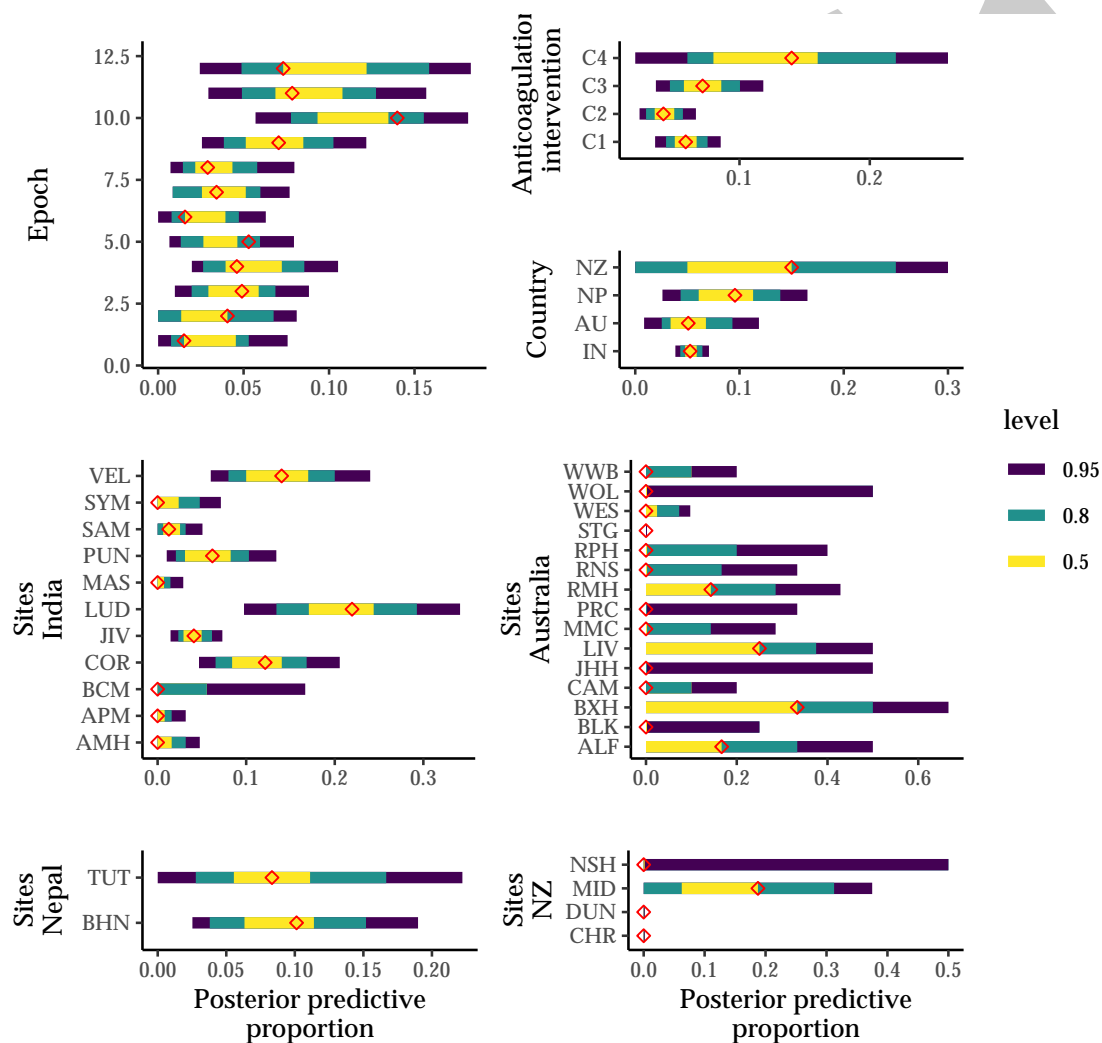 Epoch
12.5
10.0
7.5
5.0
2.5
0.0
0.00
0.05
0.10
0.15
Anticoagulation
intervention
C4
C3
C2
C1
0.1
0.2
Country
NZ
NP
AU
IN
0.0
0.1
0.2
0.3
Sites
India
VEL
SYM
SAM
PUN
MAS
LUD
JIV
COR
BCM
APM
AMH
0.0
0.1
0.2
0.3
Sites
Australia
WWB
WOL
WES
STG
RPH
RNS
RMH
PRC
MMC
LIV
JHH
CAM
BXH
BLK
ALF
0.0
0.2
0.4
0.6
level
0.95
0.8
0.5
Sites
Nepal
TUT
BHN
0.00
0.05
0.10
0.15
0.20
Posterior predictive
proportion
Sites
NZ
NSH
MID
DUN
CHR
0.0
0.1
0.2
0.3
0.4
0.5
Posterior predictive
proportion